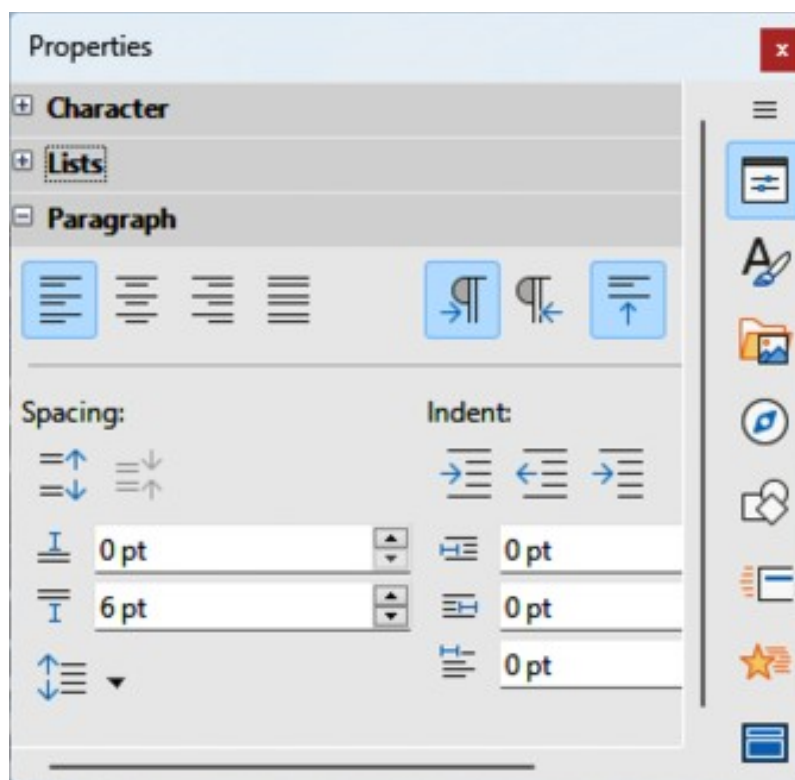 Properties
Character
Lists
Paragraph
Spacing:
Indent:
0 pt
0 pt
6 pt
0 pt
0 pt